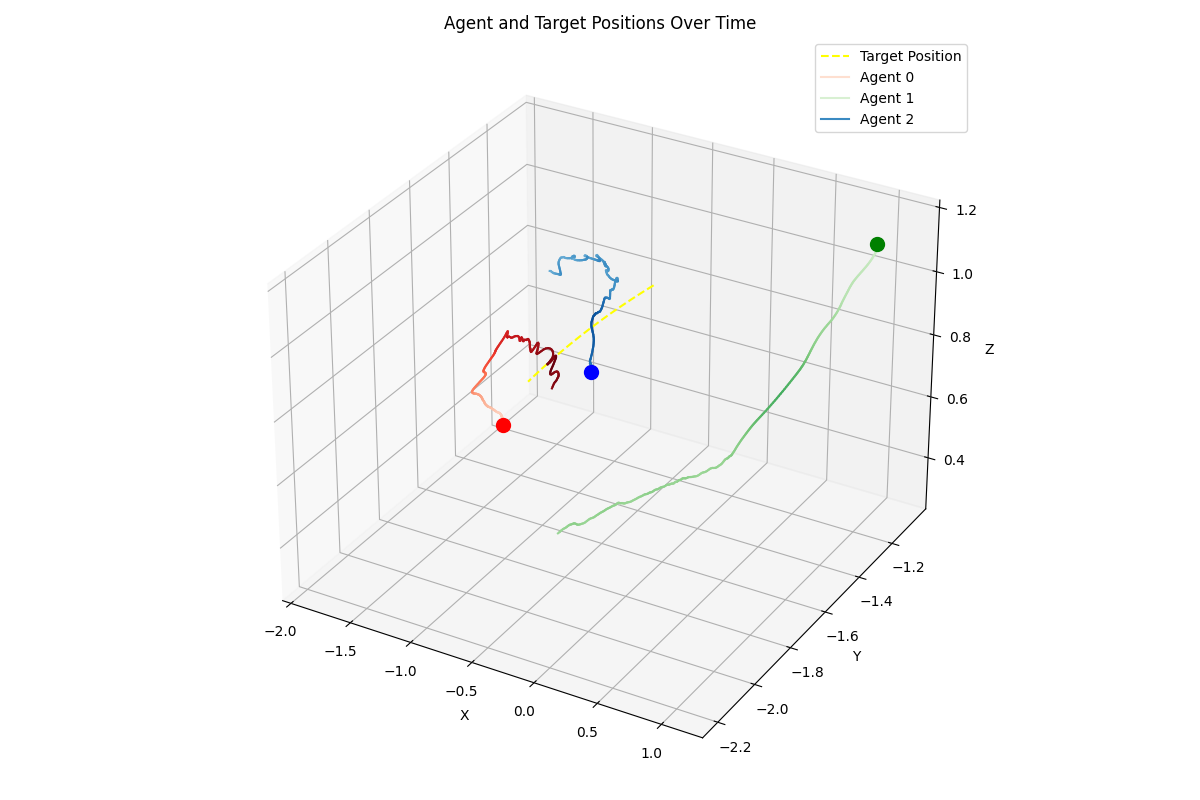 Agent and Target Positions Over Time
Target Position
Agent 0
Agent 1
Agent 2
1.2
1.0
Z
0.8
0.6
0.4
−1.2
−1.4
−1.6
Y
−1.8
−2.0
−2.2
−2.0
−1.5
−1.0
−0.5
X
0.0
0.5
1.0